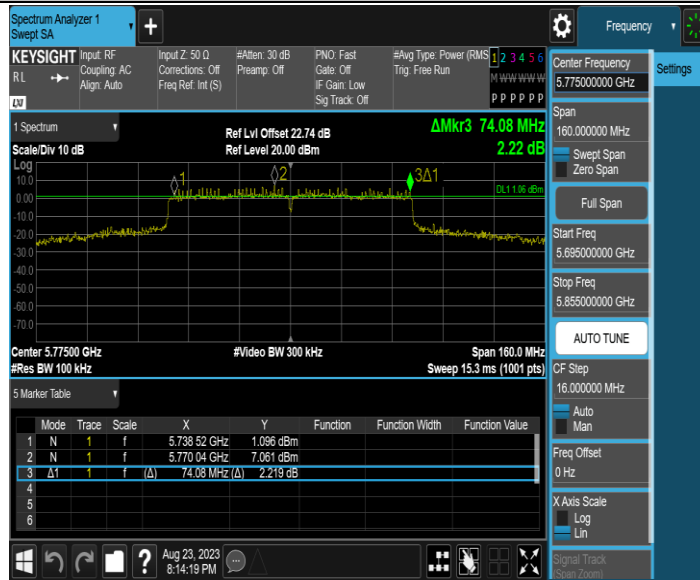 Spectrum Analyzer 1
Swept SA
+
Frequency
KEYSIGHT
Input: RF
Input Z: 50 Ω
#Atten: 30 dB
PNO: Fast
#Avg Type: Power (RMS
1 2 3 4 5 6
RL
Coupling: AC
Corrections: Off
Preamp: Off
Gate: Off
Trig: Free Run
M W W W W W
Align: Auto
Freq Ref: Int (S)
IF Gain: Low
Sig Track: Off
P P P P P P
LXI
1 Spectrum
Ref Lvl Offset 22.74 dB
ΔMkr3 74.08 MHz
Scale/Div 10 dB
Ref Level 20.00 dBm
2.22 dB
Log
10.0
0.00
-10.0
-20.0
-30.0
-40.0
-50.0
-60.0
-70.0
1
2
3Δ1
DL1 1.06 dBm
Center 5.77500 GHz
#Video BW 300 kHz
Span 160.0 MHz
#Res BW 100 kHz
Sweep 15.3 ms (1001 pts)
5 Marker Table
Mode Trace Scale X Y Function Function Width Function Value
1 N 1 f 5.738 52 GHz 1.096 dBm
2 N 1 f 5.770 04 GHz 7.061 dBm
3 Δ1 1 f (Δ) 74.08 MHz (Δ) 2.219 dB
4
5
6
Aug 23, 2023
8:14:19 PM
?
Center Frequency
5.775000000 GHz
Settings
Span
160.000000 MHz
Swept Span
Zero Span
Full Span
Start Freq
5.695000000 GHz
Stop Freq
5.855000000 GHz
AUTO TUNE
CF Step
16.000000 MHz
Auto
Man
Freq Offset
0 Hz
X Axis Scale
Log
Lin
Signal Track
(Span Zoom)